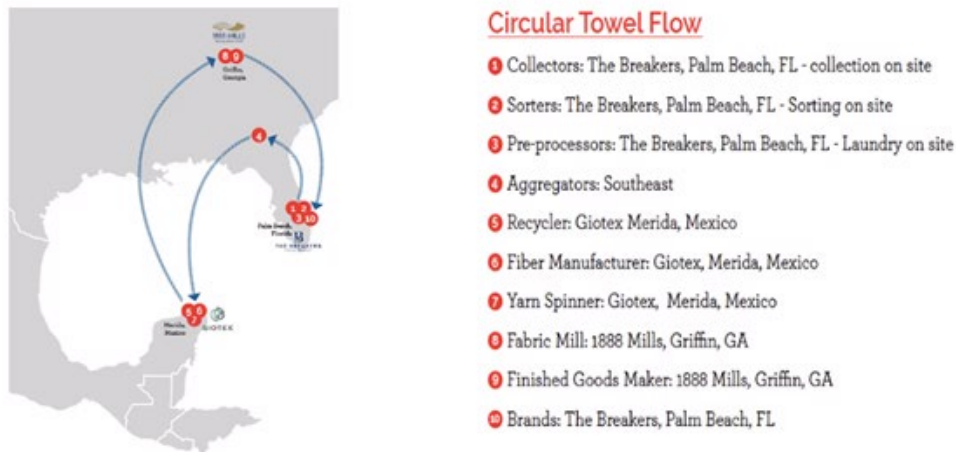 1888 MILLS
8 9
Griffin,
Georgia
4
1 2
3 10
Palm Beach,
Florida
THE BREAKERS
5 6
7
Merida,
Mexico
GIOTEX
Circular Towel Flow
1 Collectors: The Breakers, Palm Beach, FL - collection on site
2 Sorters: The Breakers, Palm Beach, FL - Sorting on site
3 Pre-processors: The Breakers, Palm Beach, FL - Laundry on site
4 Aggregators: Southeast
5 Recycler: Giotex Merida, Mexico
6 Fiber Manufacturer: Giotex, Merida, Mexico
7 Yarn Spinner: Giotex, Merida, Mexico
8 Fabric Mill: 1888 Mills, Griffin, GA
9 Finished Goods Maker: 1888 Mills, Griffin, GA
10 Brands: The Breakers, Palm Beach, FL